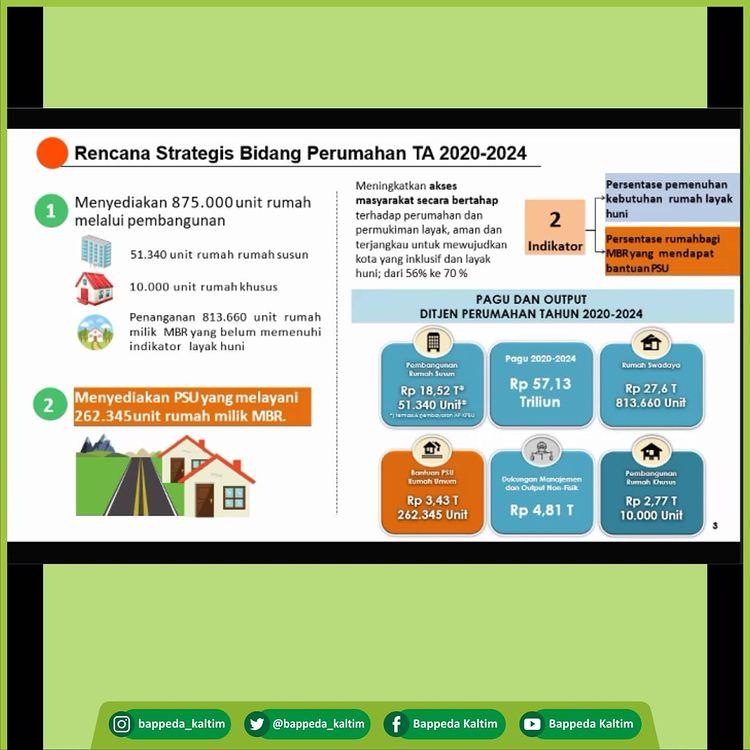 Rencana Strategis Bidang Perumahan TA 2020-2024
1
Menyediakan 875.000 unit rumah
melalui pembangunan
51.340 unit rumah rumah susun
10.000 unit rumah khusus
Penanganan 813.660 unit rumah
milik MBR yang belum memenuhi
indikator layak huni
2
Menyediakan PSU yang melayani
262.345 unit rumah milik MBR.
Meningkatkan akses
masyarakat secara bertahap
terhadap perumahan dan
permukiman layak, aman dan
terjangkau untuk mewujudkan
kota yang inklusif dan layak
huni; dari 56% ke 70 %
2
Indikator
Persentase pemenuhan
kebutuhan rumah layak
huni
Persentase rumahbagi
MBR yang mendapat
bantuan PSU
PAGU DAN OUTPUT
DITJEN PERUMAHAN TAHUN 2020-2024
Pembangunan
Rumah Susun
Rp 18,52 T*
51.340 Unit*
*) termasuk pembayaran AP KPBU
Pagu 2020-2024
Rp 57,13
Triliun
Rumah Swadaya
Rp 27,6 T
813.660 Unit
Bantuan PSU
Rumah Umum
Rp 3,43 T
262.345 Unit
Dukungan Manajemen
dan Output Non-Fisik
Rp 4,81 T
Pembangunan
Rumah Khusus
Rp 2,77 T
10.000 Unit
3
bappeda_kaltim
@bappeda_kaltim
Bappeda Kaltim
Bappeda Kaltim